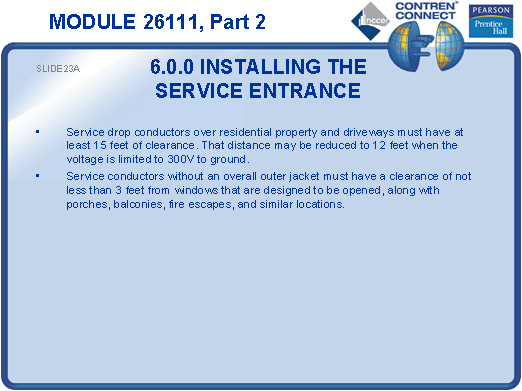 MODULE 26111, Part 2
nccer
CONTREN®
CONNECT
PEARSON
Prentice
Hall
SLIDE 23A
6.0.0 INSTALLING THE
SERVICE ENTRANCE
• Service drop conductors over residential property and driveways must have at
least 15 feet of clearance. That distance may be reduced to 12 feet when the
voltage is limited to 300V to ground.
• Service conductors without an overall outer jacket must have a clearance of not
less than 3 feet from windows that are designed to be opened, along with
porches, balconies, fire escapes, and similar locations.